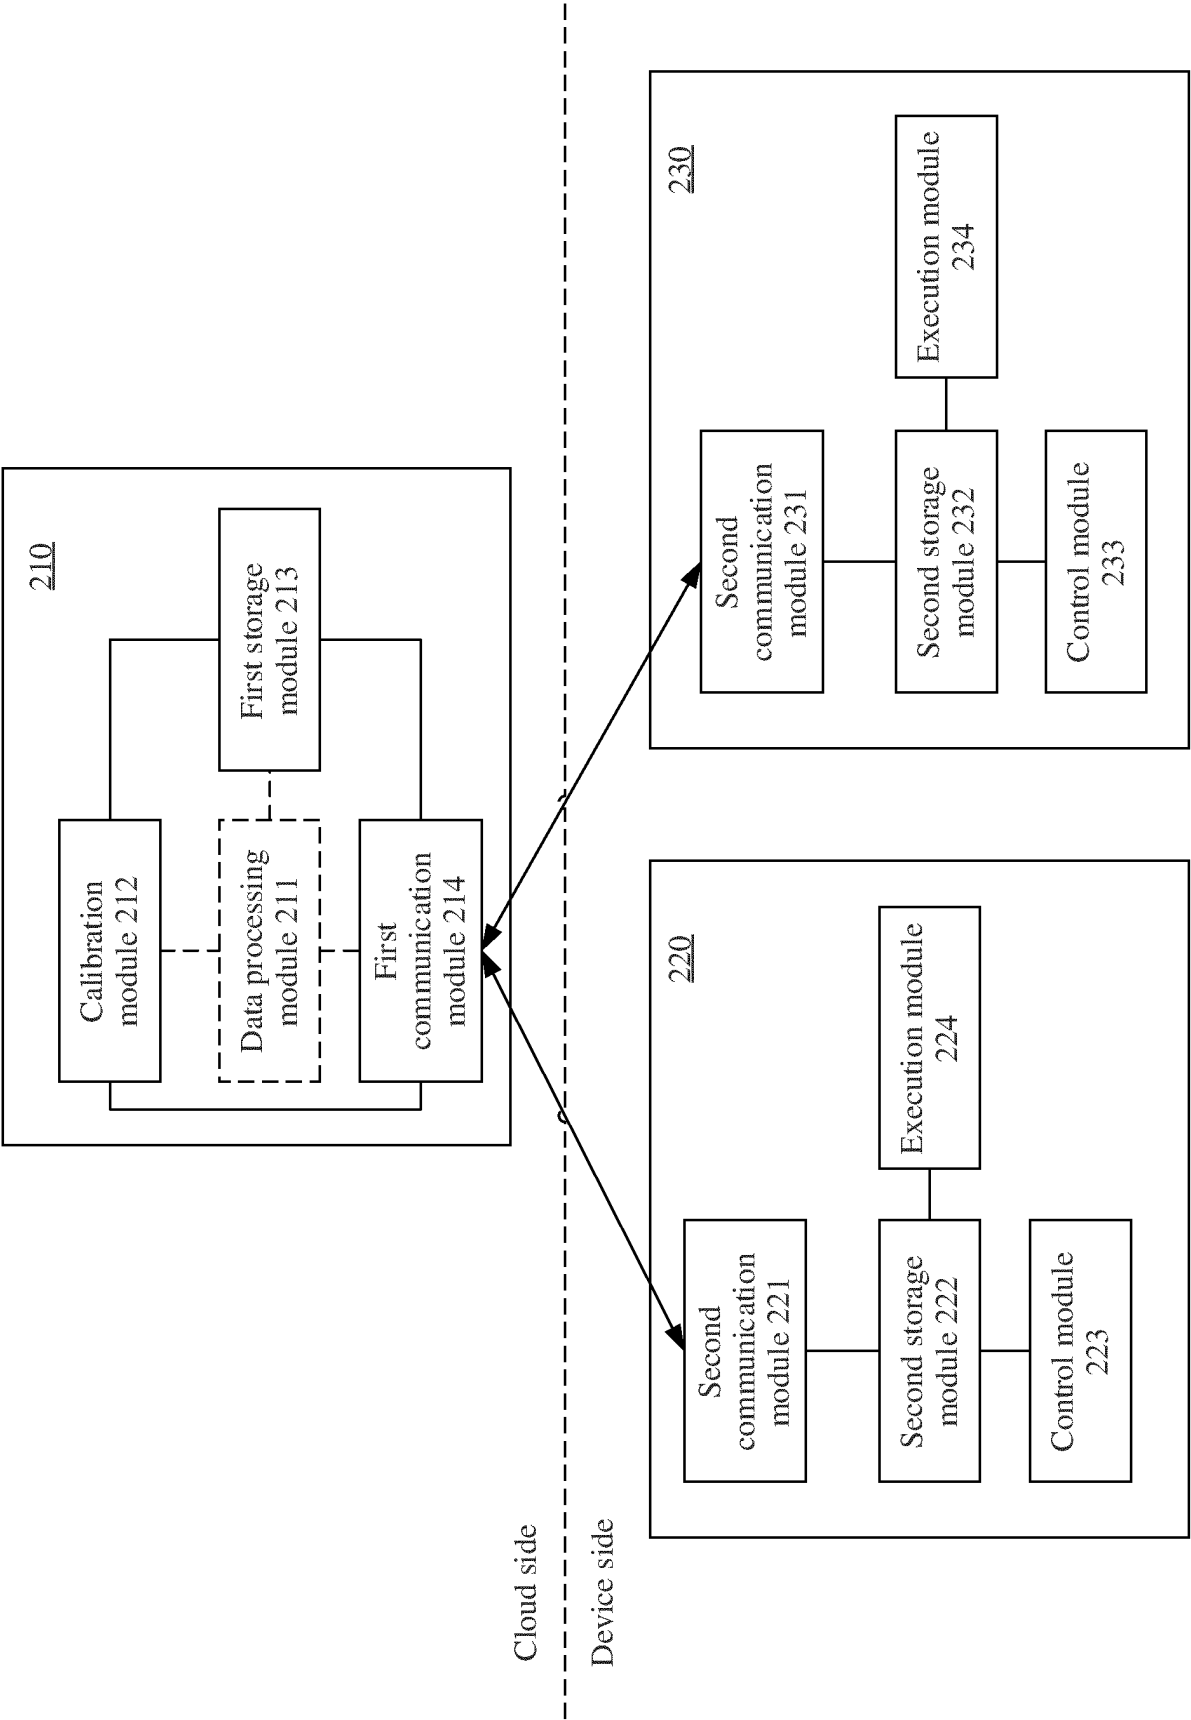 210
Calibration
module 212
Data processing
module 211
First storage
module 213
First
communication
module 214
Cloud side
Device side
220
Second
communication
module 221
Second storage
module 222
Execution module
224
Control module
223
230
Second
communication
module 231
Second storage
module 232
Execution module
234
Control module
233